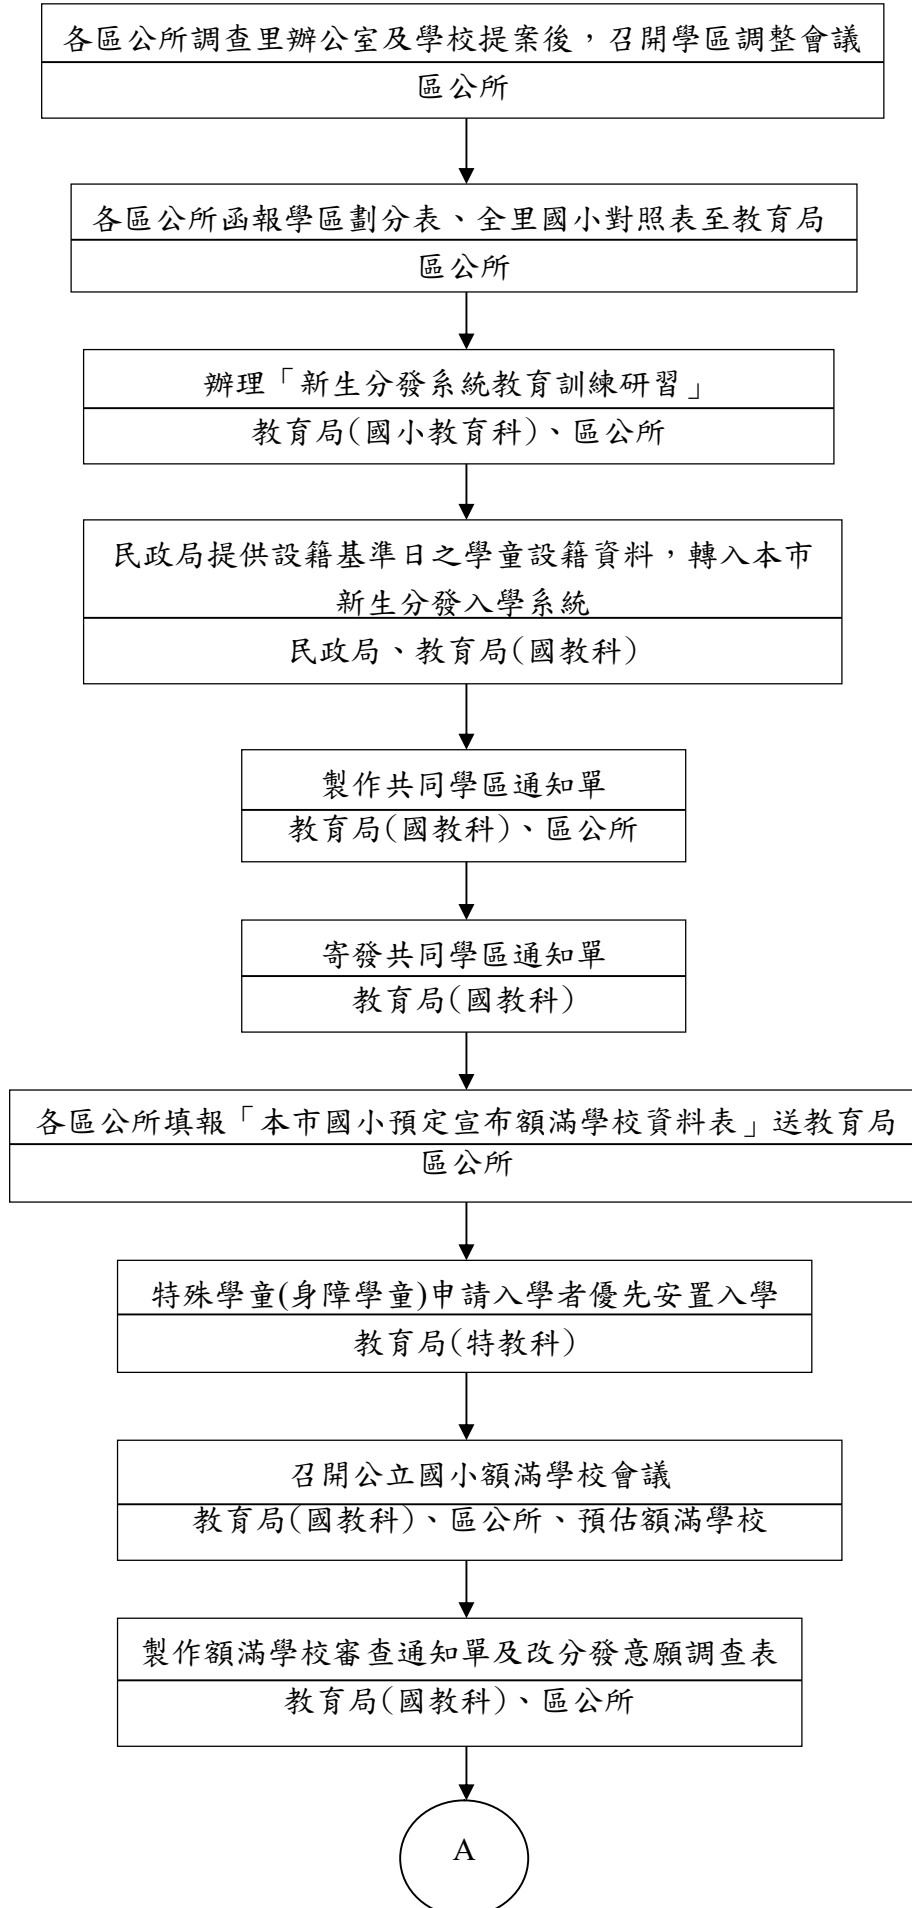 各區公所調查里辦公室及學校提案後，召開學區調整會議
區公所
各區公所函報學區劃分表、全里國小對照表至教育局
區公所
辦理「新生分發系統教育訓練研習」
教育局(國小教育科)、區公所
民政局提供設籍基準日之學童設籍資料，轉入本市
新生分發入學系統
民政局、教育局(國教科)
製作共同學區通知單
教育局(國教科)、區公所
寄發共同學區通知單
教育局(國教科)
各區公所填報「本市國小預定宣布額滿學校資料表」送教育局
區公所
特殊學童(身障學童)申請入學者優先安置入學
教育局(特教科)
召開公立國小額滿學校會議
教育局(國教科)、區公所、預估額滿學校
製作額滿學校審查通知單及改分發意願調查表
教育局(國教科)、區公所
A